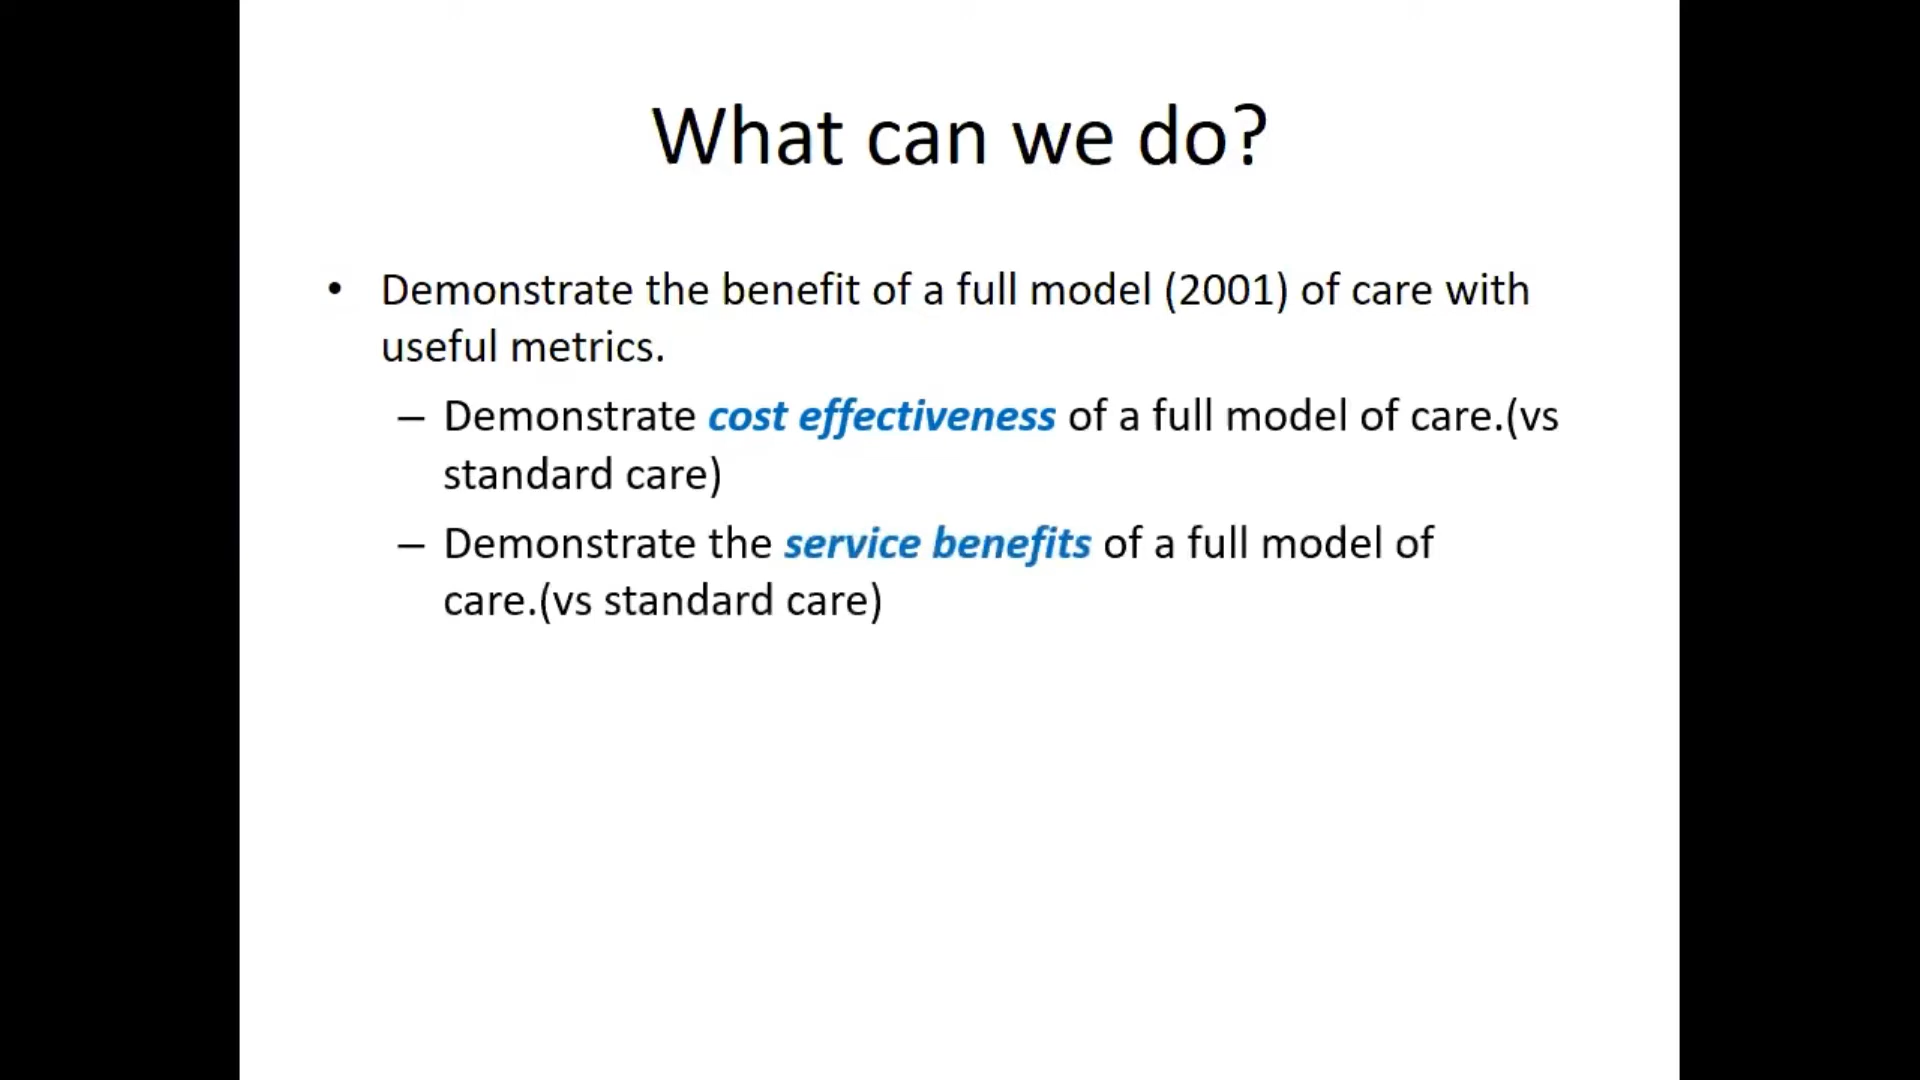 What can we do?
• Demonstrate the benefit of a full model (2001) of care with
useful metrics.
– Demonstrate cost effectiveness of a full model of care.(vs
standard care)
– Demonstrate the service benefits of a full model of
care.(vs standard care)